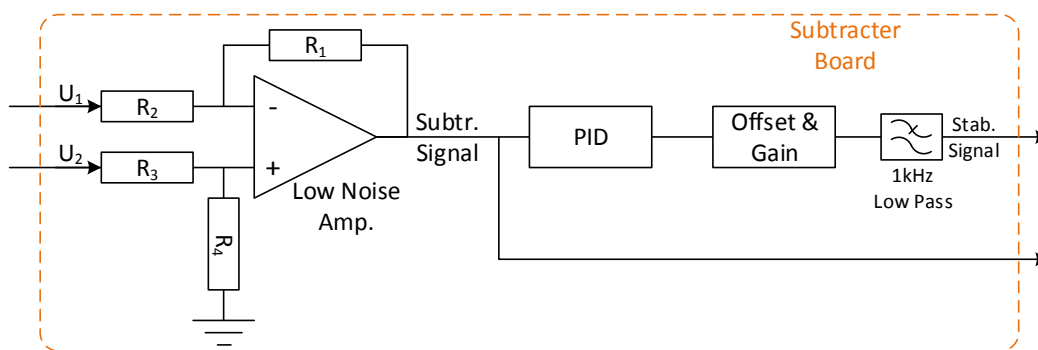 Subtracter
Board
R₁
U₁
R₂
-
U₂
R₃
+
Low Noise
Amp.
R₄
Subtr.
Signal
PID
Offset &
Gain
1kHz
Low Pass
Stab.
Signal